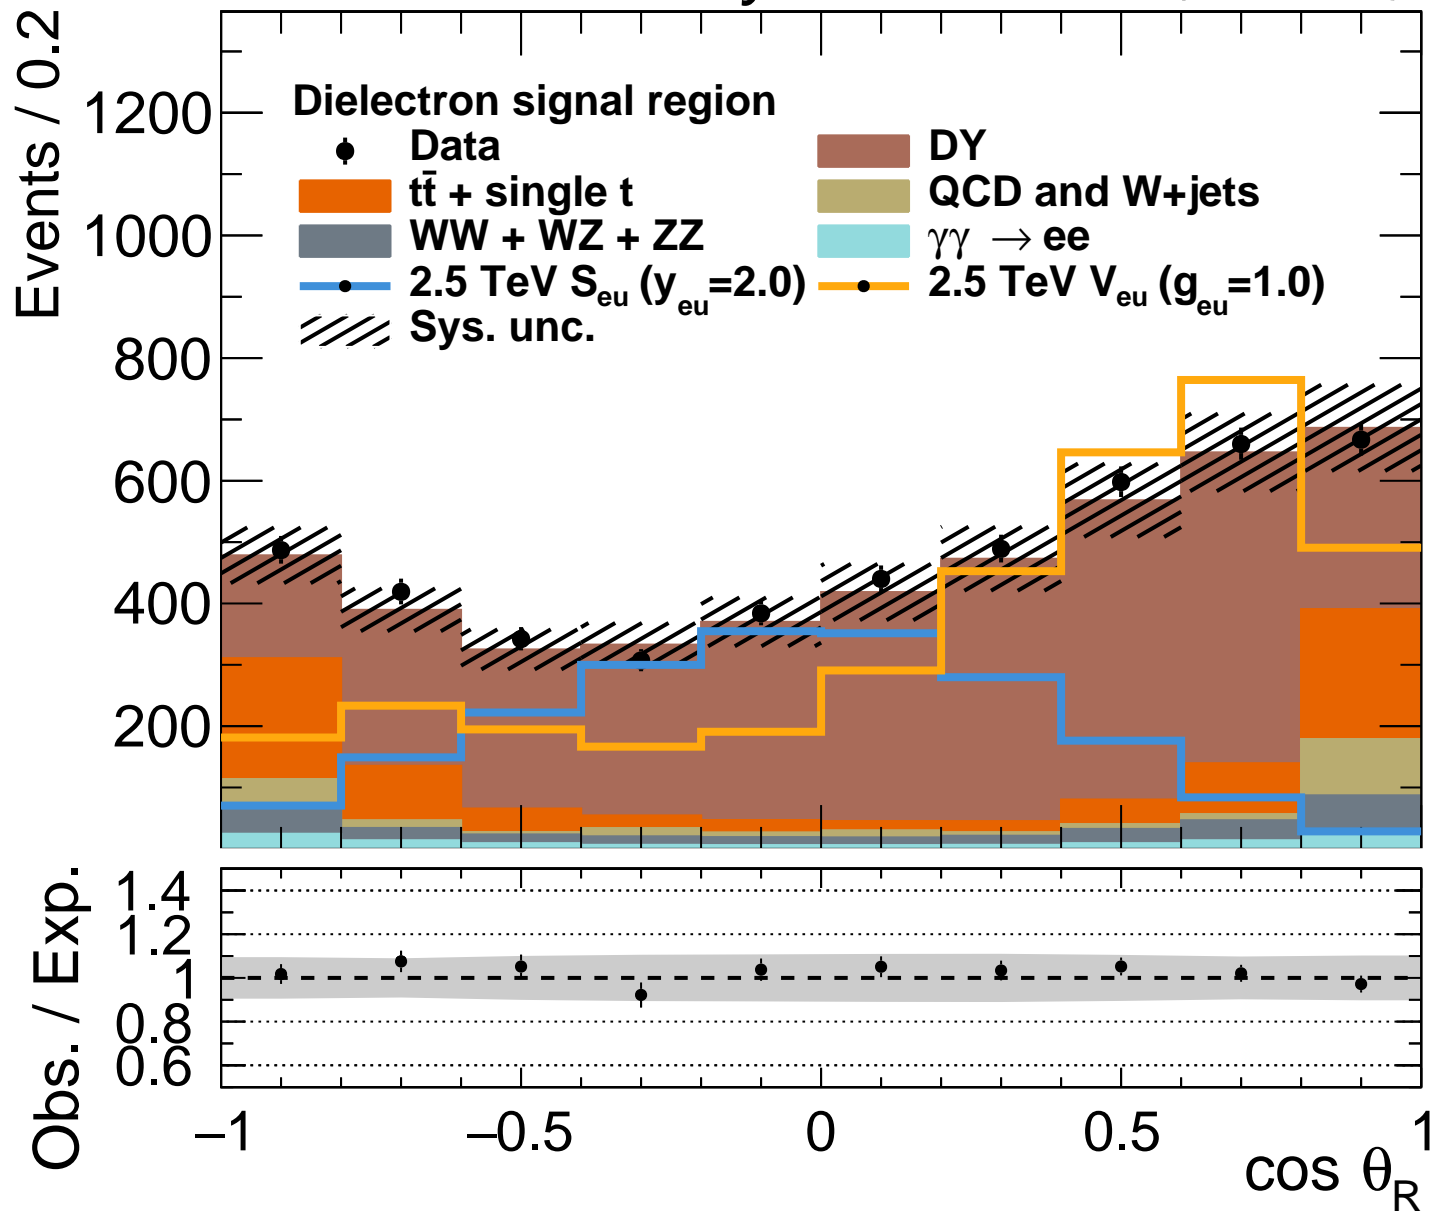 Events / 0.2
1200
1000
800
600
400
200
Dielectron signal region
Data
DY
tt̄ + single t
QCD and W+jets
WW + WZ + ZZ
γγ → ee
2.5 TeV S_eu (y_eu=2.0)
2.5 TeV V_eu (g_eu=1.0)
Sys. unc.
Obs. / Exp.
1.4
1.2
1
0.8
0.6
−1
−0.5
0
0.5
1
cos θ_R